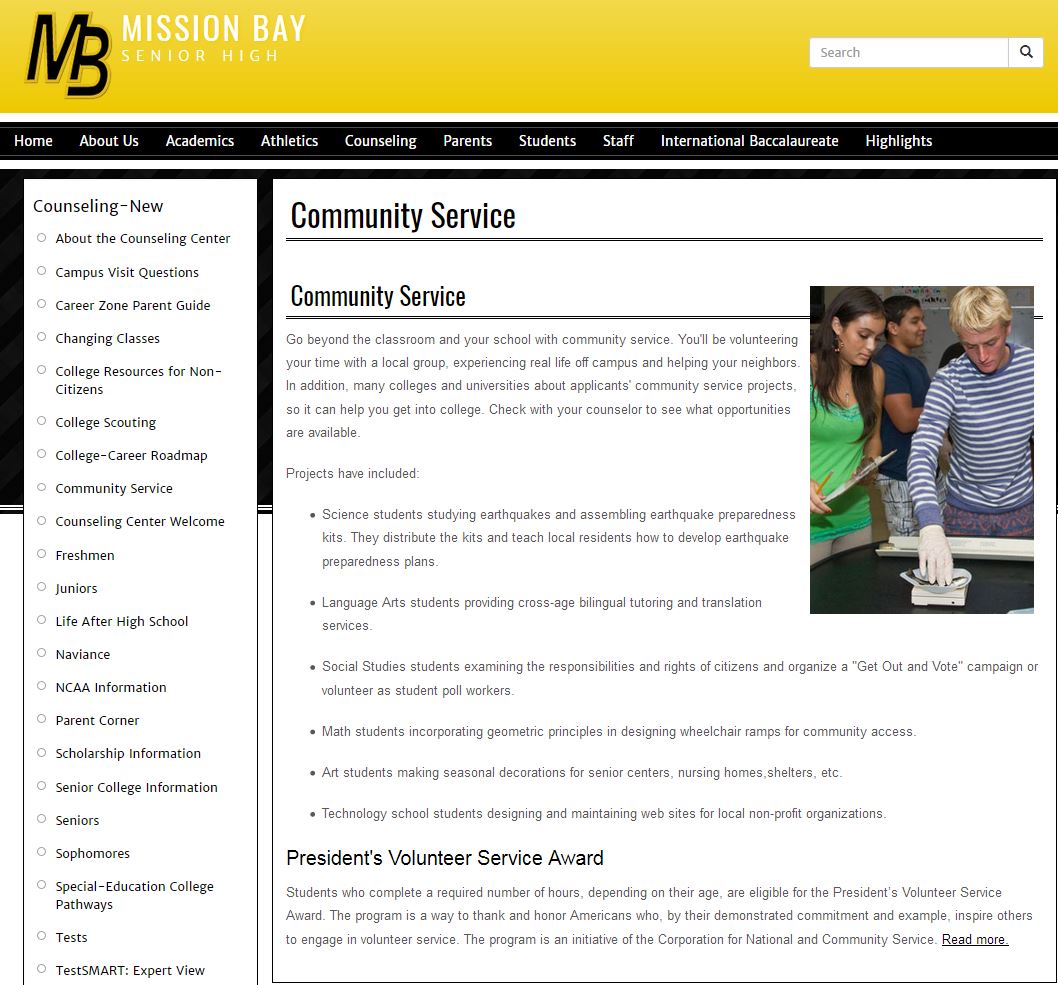 MB
MISSION BAY
SENIOR HIGH
Search
Home About Us Academics Athletics Counseling Parents Students Staff International Baccalaureate Highlights
Counseling-New
About the Counseling Center
Campus Visit Questions
Career Zone Parent Guide
Changing Classes
College Resources for Non-
Citizens
College Scouting
College-Career Roadmap
Community Service
Counseling Center Welcome
Freshmen
Juniors
Life After High School
Naviance
NCAA Information
Parent Corner
Scholarship Information
Senior College Information
Seniors
Sophomores
Special-Education College
Pathways
Tests
TestSMART: Expert View
Community Service
Community Service
Go beyond the classroom and your school with community service. You'll be volunteering
your time with a local group, experiencing real life off campus and helping your neighbors.
In addition, many colleges and universities about applicants' community service projects,
so it can help you get into college. Check with your counselor to see what opportunities
are available.
Projects have included:
• Science students studying earthquakes and assembling earthquake preparedness
kits. They distribute the kits and teach local residents how to develop earthquake
preparedness plans.
• Language Arts students providing cross-age bilingual tutoring and translation
services.
• Social Studies students examining the responsibilities and rights of citizens and organize a "Get Out and Vote" campaign or
volunteer as student poll workers.
• Math students incorporating geometric principles in designing wheelchair ramps for community access.
• Art students making seasonal decorations for senior centers, nursing homes,shelters, etc.
• Technology school students designing and maintaining web sites for local non-profit organizations.
President's Volunteer Service Award
Students who complete a required number of hours, depending on their age, are eligible for the President’s Volunteer Service
Award. The program is a way to thank and honor Americans who, by their demonstrated commitment and example, inspire others
to engage in volunteer service. The program is an initiative of the Corporation for National and Community Service. Read more.